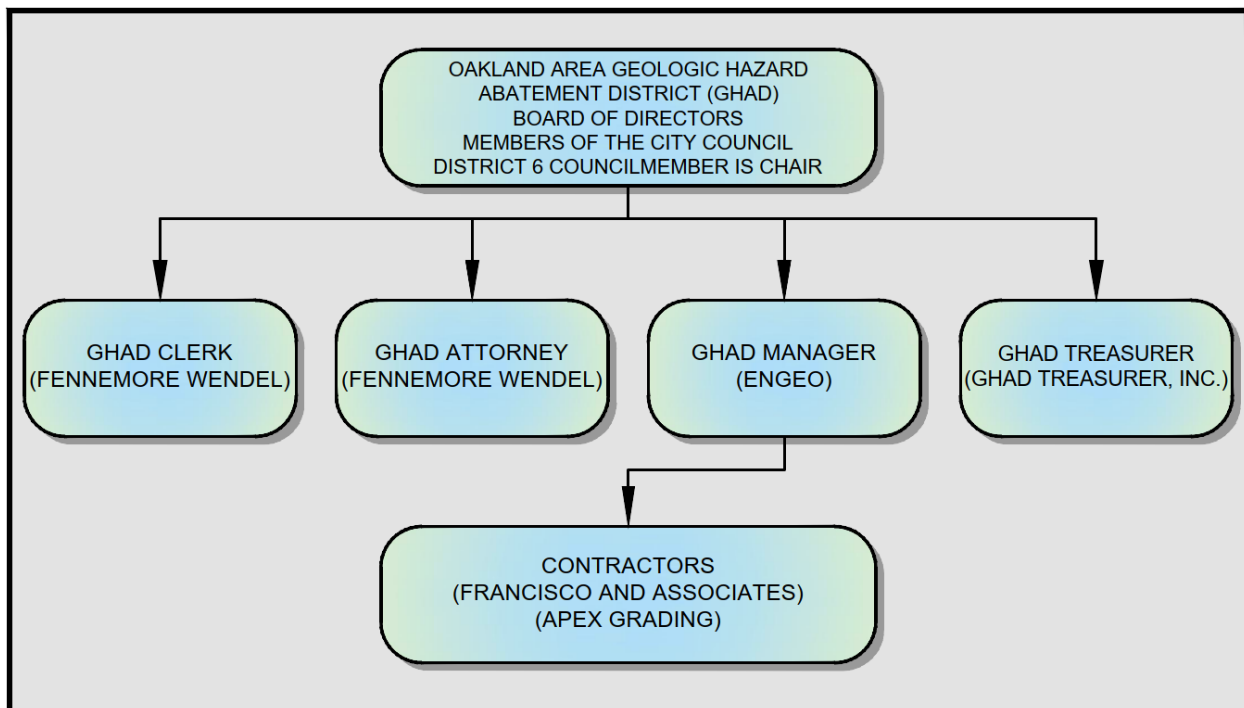 OAKLAND AREA GEOLOGIC HAZARD
ABATEMENT DISTRICT (GHAD)
BOARD OF DIRECTORS
MEMBERS OF THE CITY COUNCIL
DISTRICT 6 COUNCILMEMBER IS CHAIR
GHAD CLERK
(FENNEMORE WENDEL)
GHAD ATTORNEY
(FENNEMORE WENDEL)
GHAD MANAGER
(ENGEO)
GHAD TREASURER
(GHAD TREASURER, INC.)
CONTRACTORS
(FRANCISCO AND ASSOCIATES)
(APEX GRADING)